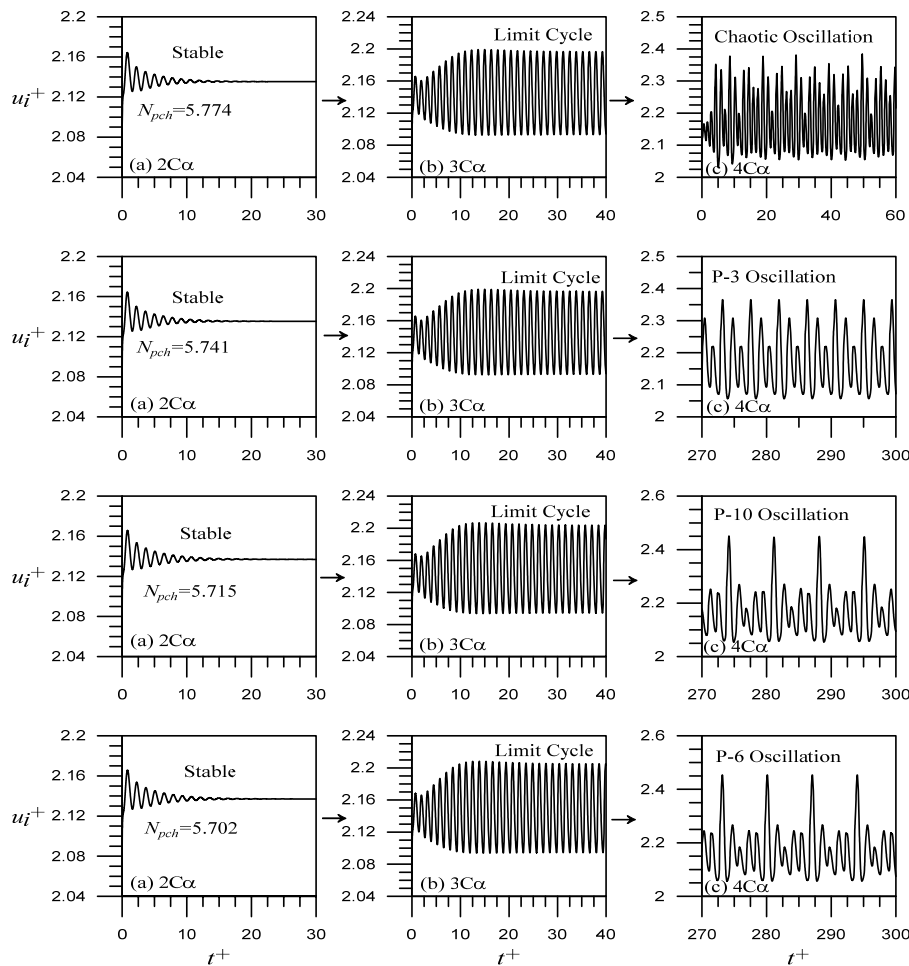 2.2
2.16
2.12
2.08
2.04
ui+
Stable
Npch=5.774
(a) 2Cα
0 10 20 30
2.24
2.2
2.16
2.12
2.08
2.04
Limit Cycle
(b) 3Cα
0 10 20 30 40
2.5
2.4
2.3
2.2
2.1
2
Chaotic Oscillation
(c) 4Cα
0 20 40 60
2.2
2.16
2.12
2.08
2.04
ui+
Stable
Npch=5.741
(a) 2Cα
0 10 20 30
2.24
2.2
2.16
2.12
2.08
2.04
Limit Cycle
(b) 3Cα
0 10 20 30 40
2.5
2.4
2.3
2.2
2.1
2
P-3 Oscillation
(c) 4Cα
270 280 290 300
2.2
2.16
2.12
2.08
2.04
ui+
Stable
Npch=5.715
(a) 2Cα
0 10 20 30
2.24
2.2
2.16
2.12
2.08
2.04
Limit Cycle
(b) 3Cα
0 10 20 30 40
2.6
2.4
2.2
2
P-10 Oscillation
(c) 4Cα
270 280 290 300
2.2
2.16
2.12
2.08
2.04
ui+
Stable
Npch=5.702
(a) 2Cα
0 10 20 30
t+
2.24
2.2
2.16
2.12
2.08
2.04
Limit Cycle
(b) 3Cα
0 10 20 30 40
t+
2.6
2.4
2.2
2
P-6 Oscillation
(c) 4Cα
270 280 290 300
t+